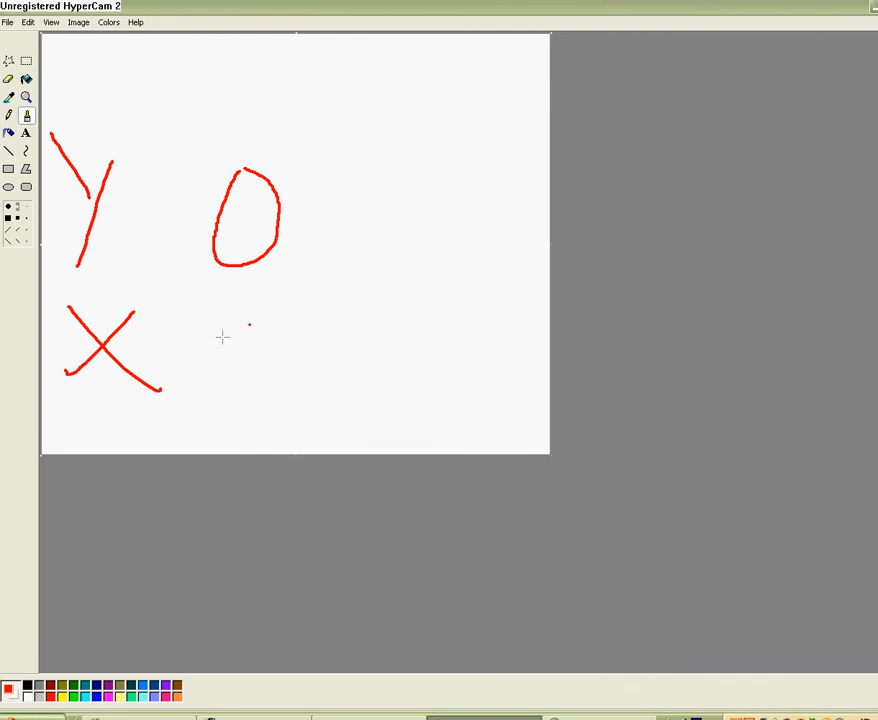 Unregistered HyperCam 2
File Edit View Image Colors Help
A
Y O
X